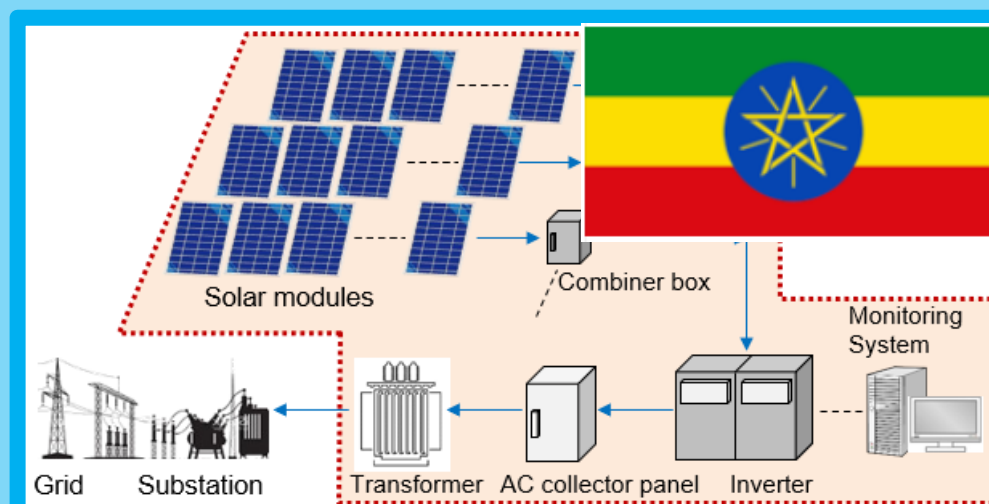 Solar modules
Combiner box
Monitoring
System
Grid
Substation
Transformer
AC collector panel
Inverter